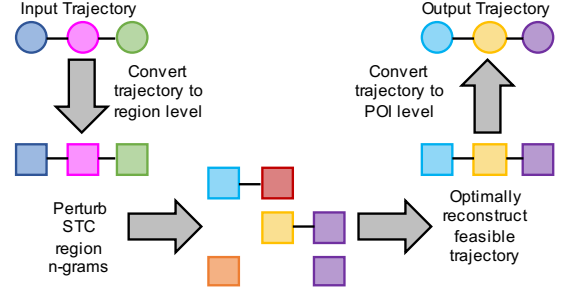 Input Trajectory
Output Trajectory
Convert
trajectory to
region level
Convert
trajectory to
POI level
Perturb
STC
region
n-grams
Optimally
reconstruct
feasible
trajectory